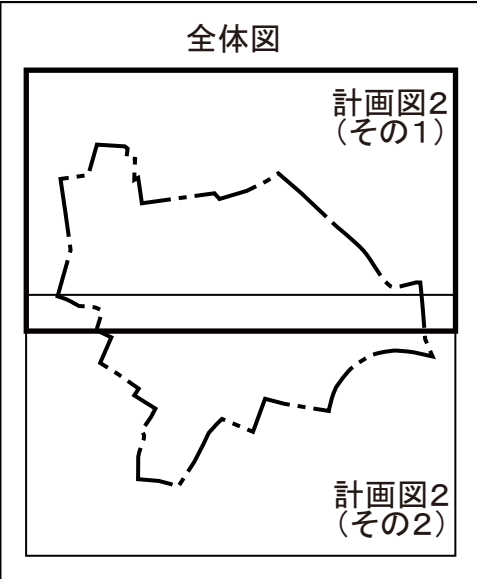 全体図
計画図2
（その1）
計画図2
（その2）